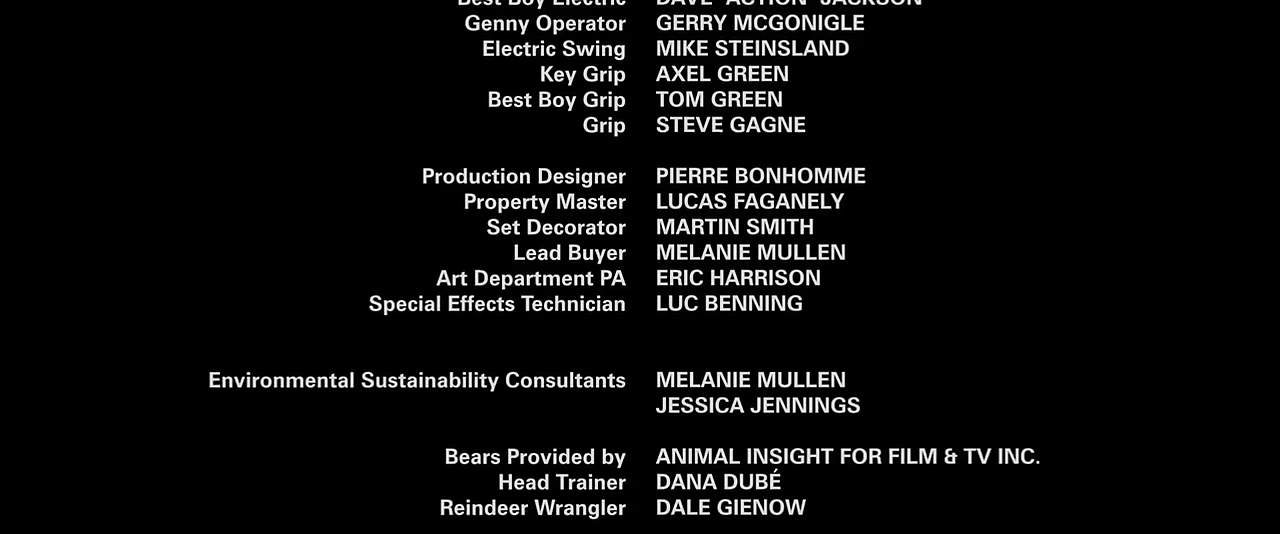 Best Boy Electric DAVE "ACTION" JACKSON
Genny Operator GERRY MCGONIGLE
Electric Swing MIKE STEINSLAND
Key Grip AXEL GREEN
Best Boy Grip TOM GREEN
Grip STEVE GAGNE
Production Designer PIERRE BONHOMME
Property Master LUCAS FAGANELY
Set Decorator MARTIN SMITH
Lead Buyer MELANIE MULLEN
Art Department PA ERIC HARRISON
Special Effects Technician LUC BENNING
Environmental Sustainability Consultants MELANIE MULLEN
JESSICA JENNINGS
Bears Provided by ANIMAL INSIGHT FOR FILM & TV INC.
Head Trainer DANA DUBÉ
Reindeer Wrangler DALE GIENOW